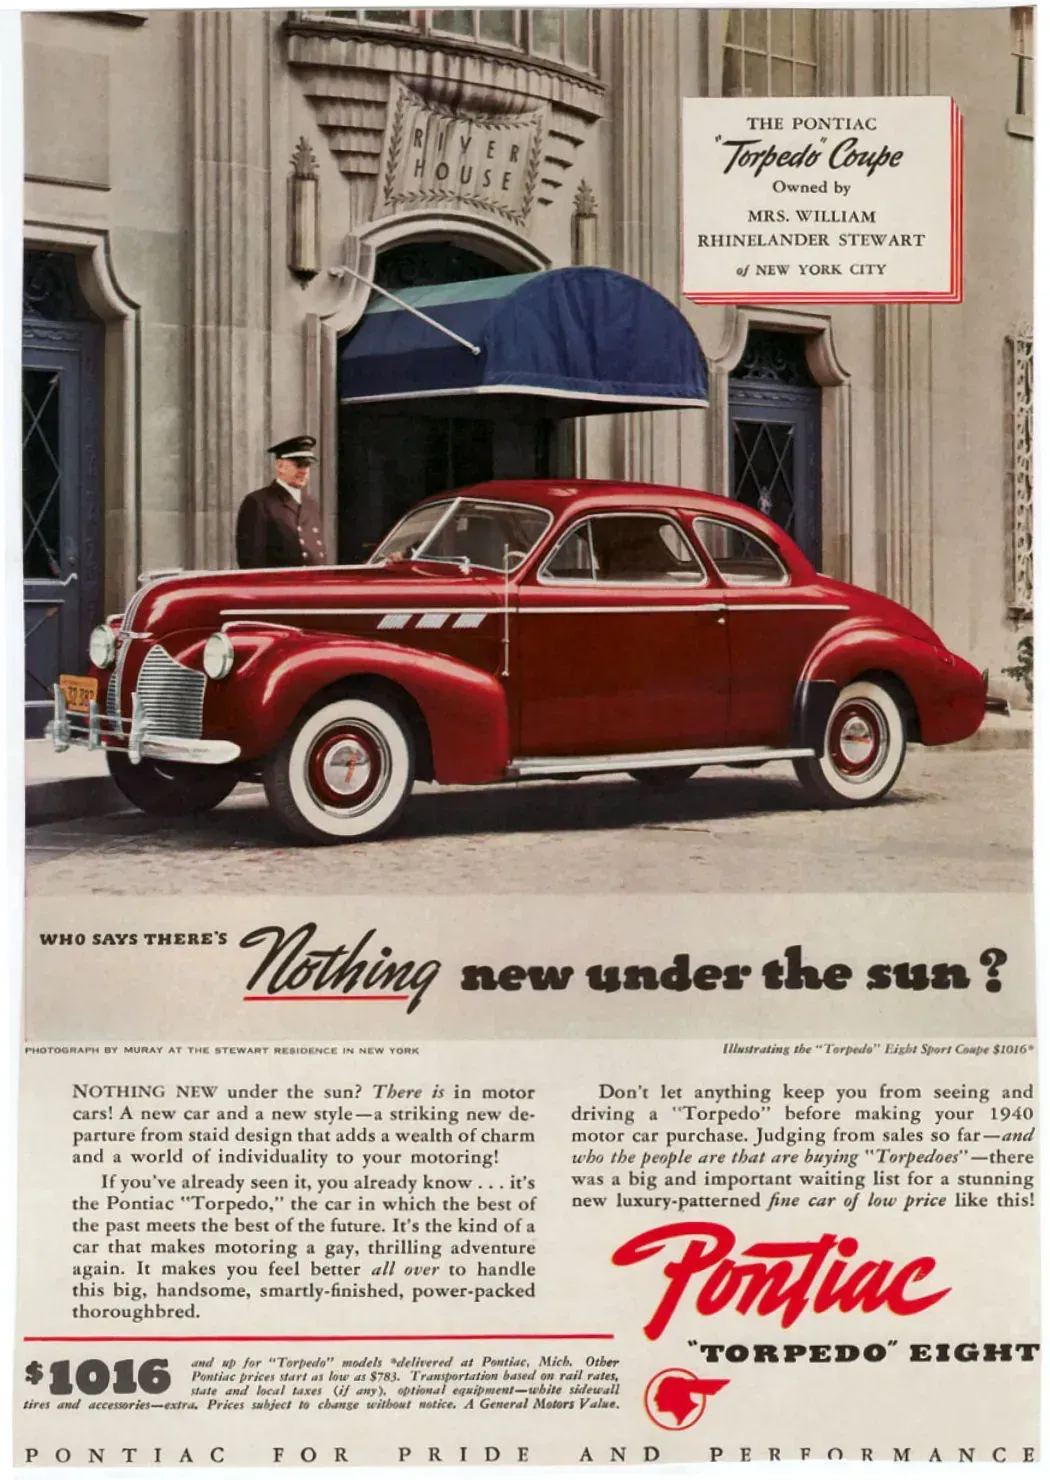 RIVER
HOUSE
THE PONTIAC
"Torpedo" Coupe
Owned by
MRS. WILLIAM
RHINELANDER STEWART
of NEW YORK CITY
WHO SAYS THERE'S Nothing new under the sun?
PHOTOGRAPH BY MURAY AT THE STEWART RESIDENCE IN NEW YORK
Illustrating the "Torpedo" Eight Sport Coupe $1016*
NOTHING NEW under the sun? There is in motor
cars! A new car and a new style—a striking new de-
parture from staid design that adds a wealth of charm
and a world of individuality to your motoring!
If you've already seen it, you already know . . . it's
the Pontiac "Torpedo," the car in which the best of
the past meets the best of the future. It's the kind of a
car that makes motoring a gay, thrilling adventure
again. It makes you feel better all over to handle
this big, handsome, smartly-finished, power-packed
thoroughbred.
Don't let anything keep you from seeing and
driving a "Torpedo" before making your 1940
motor car purchase. Judging from sales so far—and
who the people are that are buying "Torpedoes"—there
was a big and important waiting list for a stunning
new luxury-patterned fine car of low price like this!
Pontiac
"TORPEDO" EIGHT
$1016 and up for "Torpedo" models *delivered at Pontiac, Mich. Other
Pontiac prices start as low as $783. Transportation based on rail rates,
state and local taxes (if any), optional equipment—white sidewall
tires and accessories—extra. Prices subject to change without notice. A General Motors Value.
PONTIAC FOR PRIDE AND PERFORMANCE